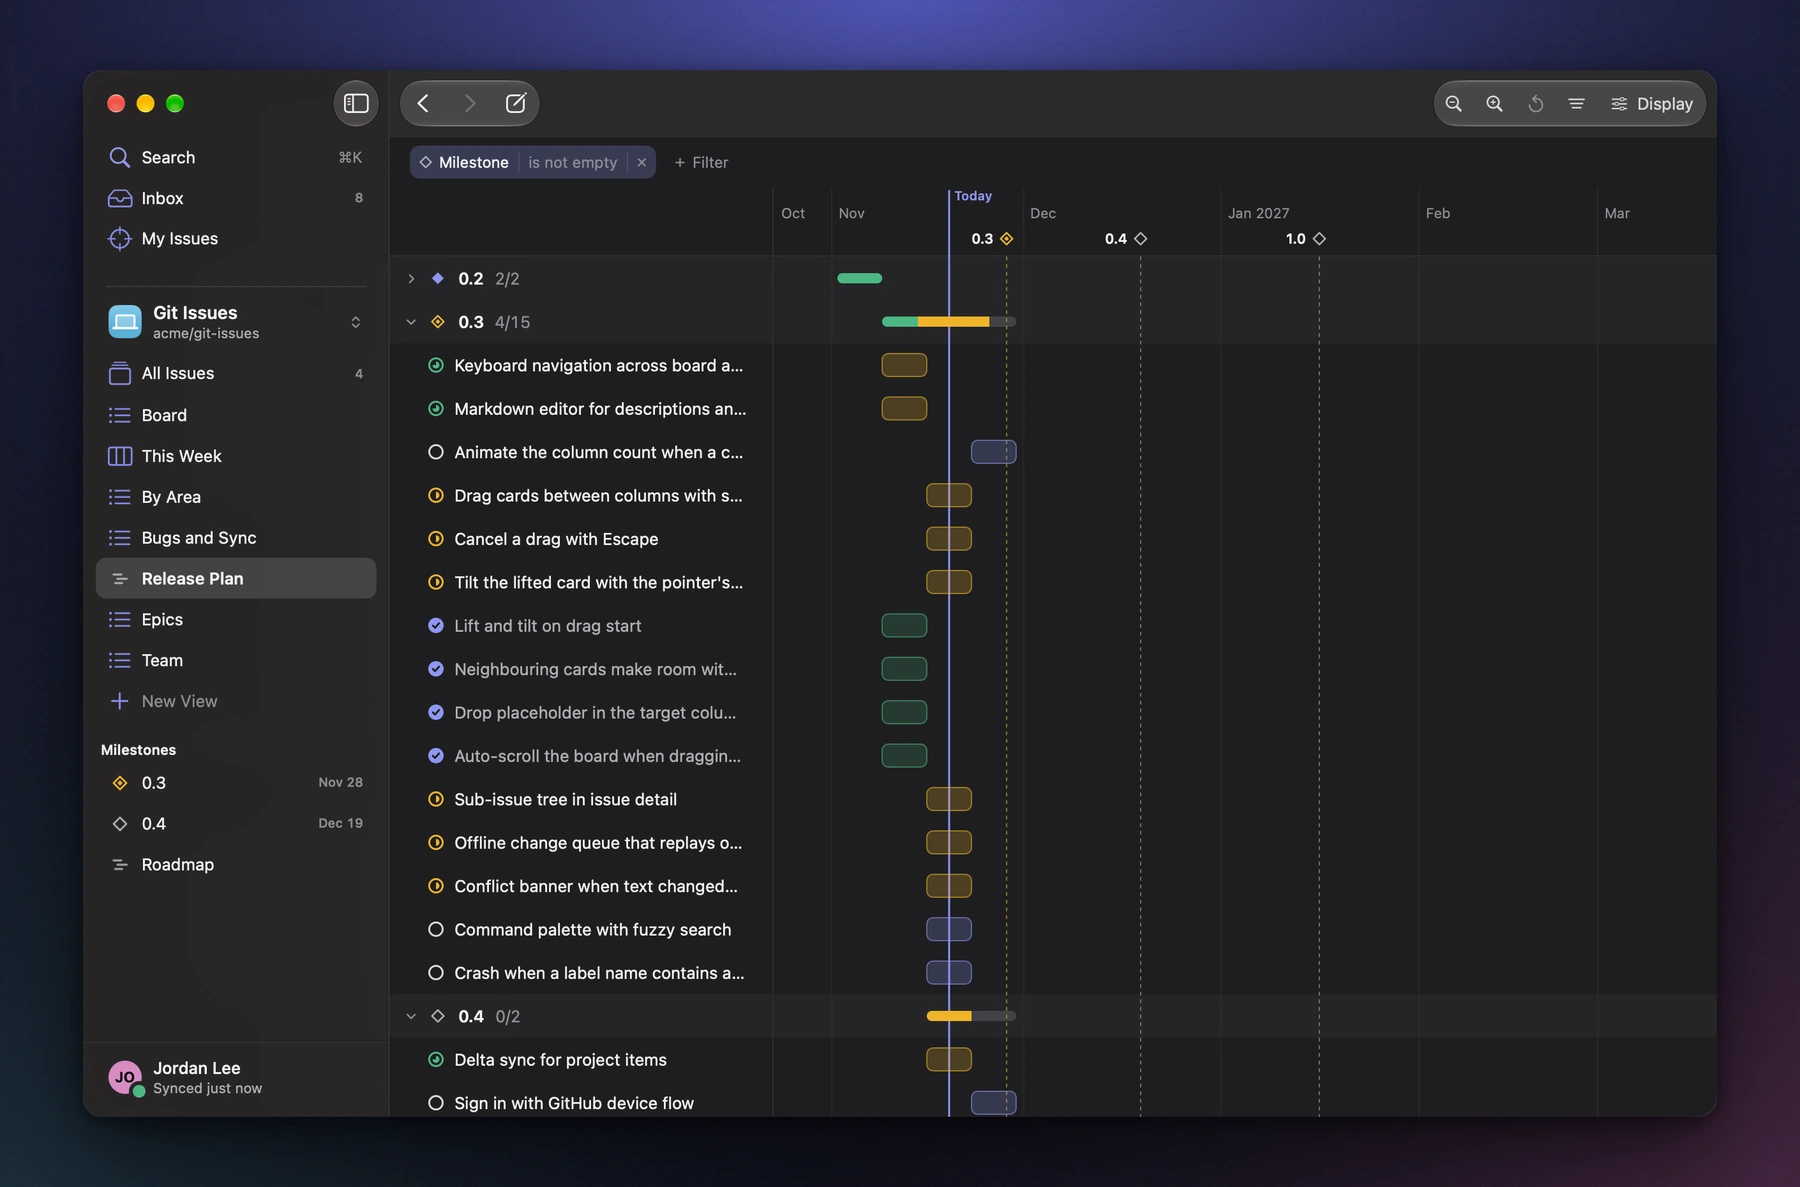 Search ⌘K
Inbox 8
My Issues
Git Issues
acme/git-issues
All Issues 4
Board
This Week
By Area
Bugs and Sync
Release Plan
Epics
Team
New View
Milestones
0.3 Nov 28
0.4 Dec 19
Roadmap
JO
Jordan Lee
Synced just now
Display
Milestone is not empty
+ Filter
Today
Oct Nov Dec Jan 2027 Feb Mar
0.3 0.4 1.0
0.2 2/2
0.3 4/15
Keyboard navigation across board a...
Markdown editor for descriptions an...
Animate the column count when a c...
Drag cards between columns with s...
Cancel a drag with Escape
Tilt the lifted card with the pointer's...
Lift and tilt on drag start
Neighbouring cards make room wit...
Drop placeholder in the target colu...
Auto-scroll the board when draggin...
Sub-issue tree in issue detail
Offline change queue that replays o...
Conflict banner when text changed...
Command palette with fuzzy search
Crash when a label name contains a...
0.4 0/2
Delta sync for project items
Sign in with GitHub device flow